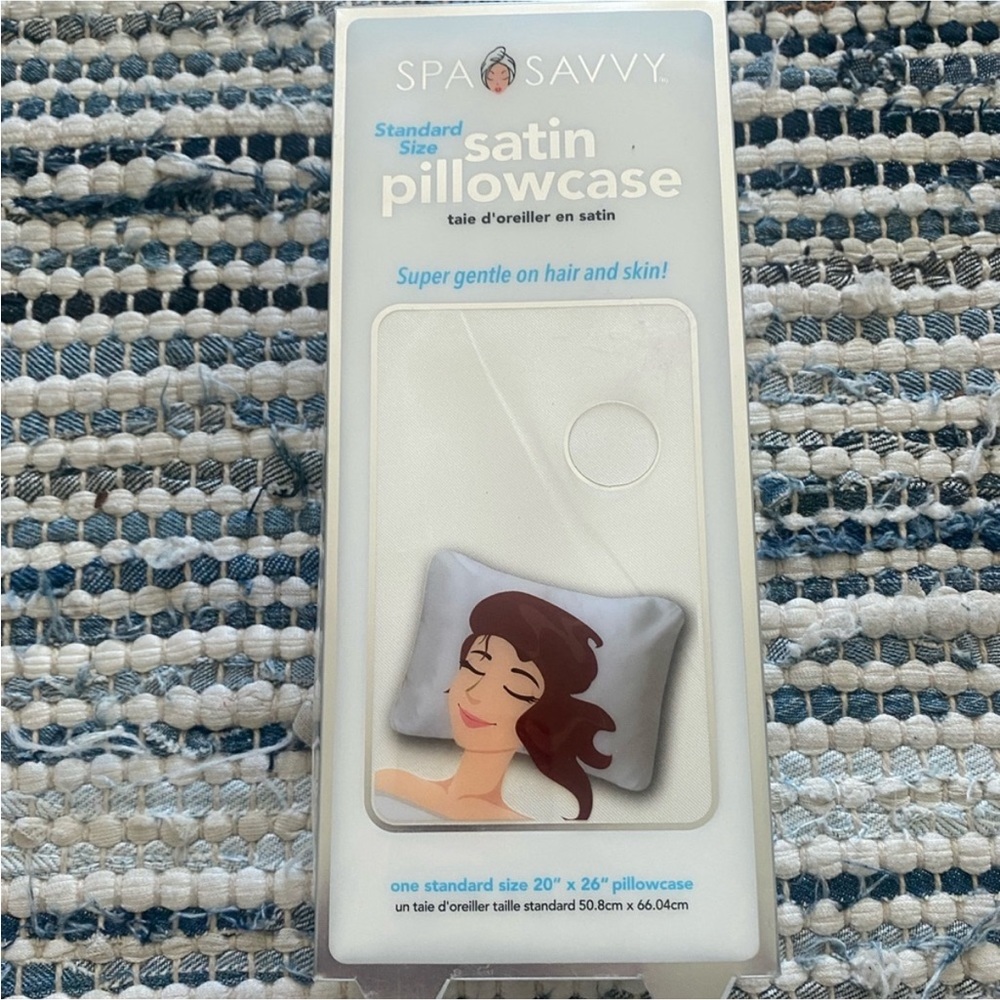 SPA SAVVY™
Standard
Size
satin
pillowcase
taie d'oreiller en satin
Super gentle on hair and skin!
one standard size 20" x 26" pillowcase
un taie d'oreiller taille standard 50.8cm x 66.04cm